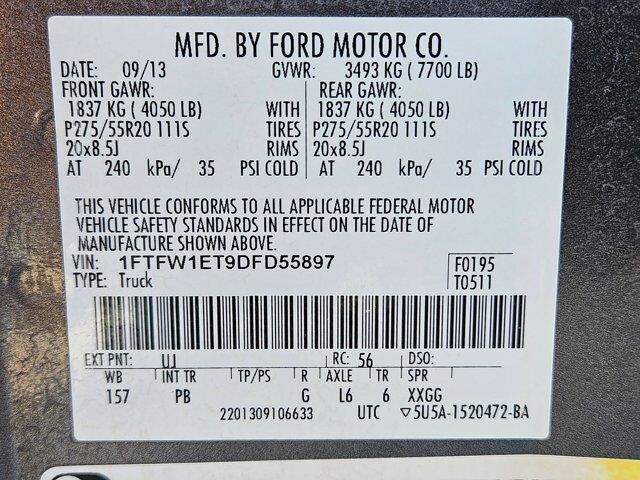 MFD. BY FORD MOTOR CO.
DATE: 09/13 GVWR: 3493 KG ( 7700 LB)
FRONT GAWR: REAR GAWR:
1837 KG ( 4050 LB) WITH 1837 KG ( 4050 LB) WITH
P275/55R20 111S TIRES P275/55R20 111S TIRES
20x8.5J RIMS 20x8.5J RIMS
AT 240 kPa/ 35 PSI COLD AT 240 kPa/ 35 PSI COLD
THIS VEHICLE CONFORMS TO ALL APPLICABLE FEDERAL MOTOR
VEHICLE SAFETY STANDARDS IN EFFECT ON THE DATE OF
MANUFACTURE SHOWN ABOVE.
VIN: 1FTFW1ET9DFD55897 F0195
TYPE: Truck T0511
EXT PNT: UJ RC: 56 DSO:
WB INT TR TP/PS R AXLE TR SPR
157 PB G L6 6 XXGG
2201309106633 UTC ▽5U5A-1520472-BA